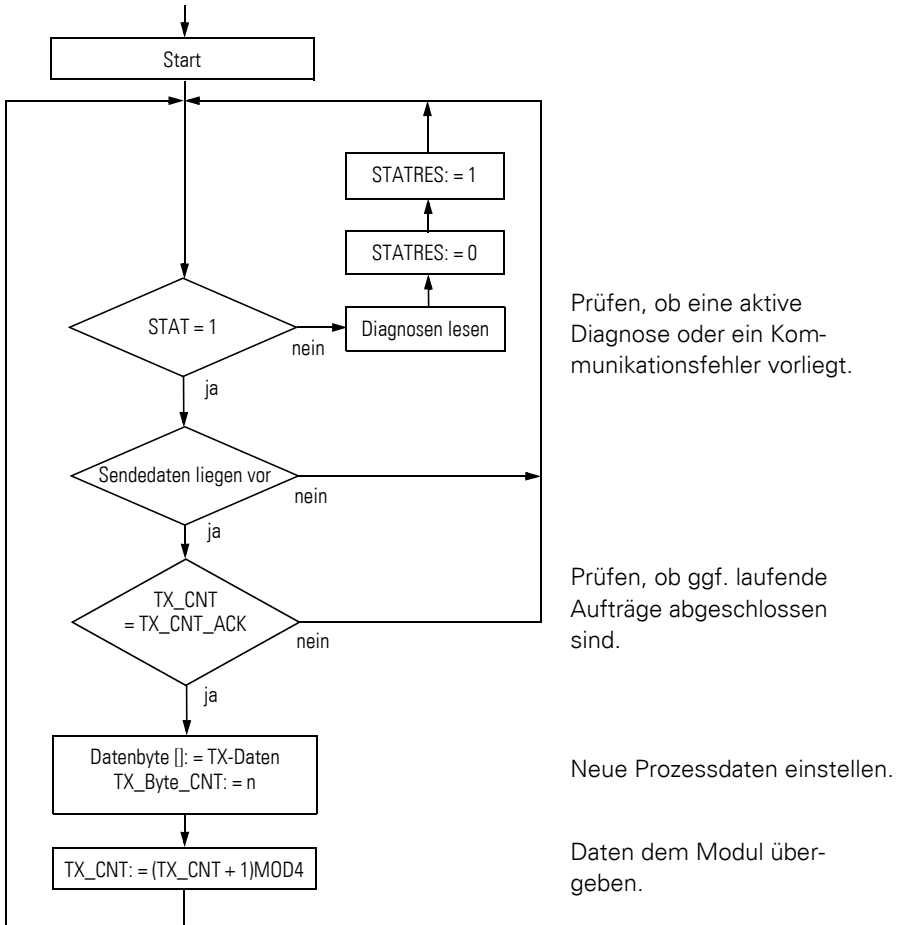 Start
STATRES: = 1
STATRES: = 0
STAT = 1
nein
Diagnosen lesen
Prüfen, ob eine aktive
Diagnose oder ein Kom-
munikationsfehler vorliegt.
ja
Sendedaten liegen vor
nein
ja
TX_CNT
= TX_CNT_ACK
nein
Prüfen, ob ggf. laufende
Aufträge abgeschlossen
sind.
ja
Datenbyte []: = TX-Daten
TX_Byte_CNT: = n
Neue Prozessdaten einstellen.
TX_CNT: = (TX_CNT + 1)MOD4
Daten dem Modul über-
geben.